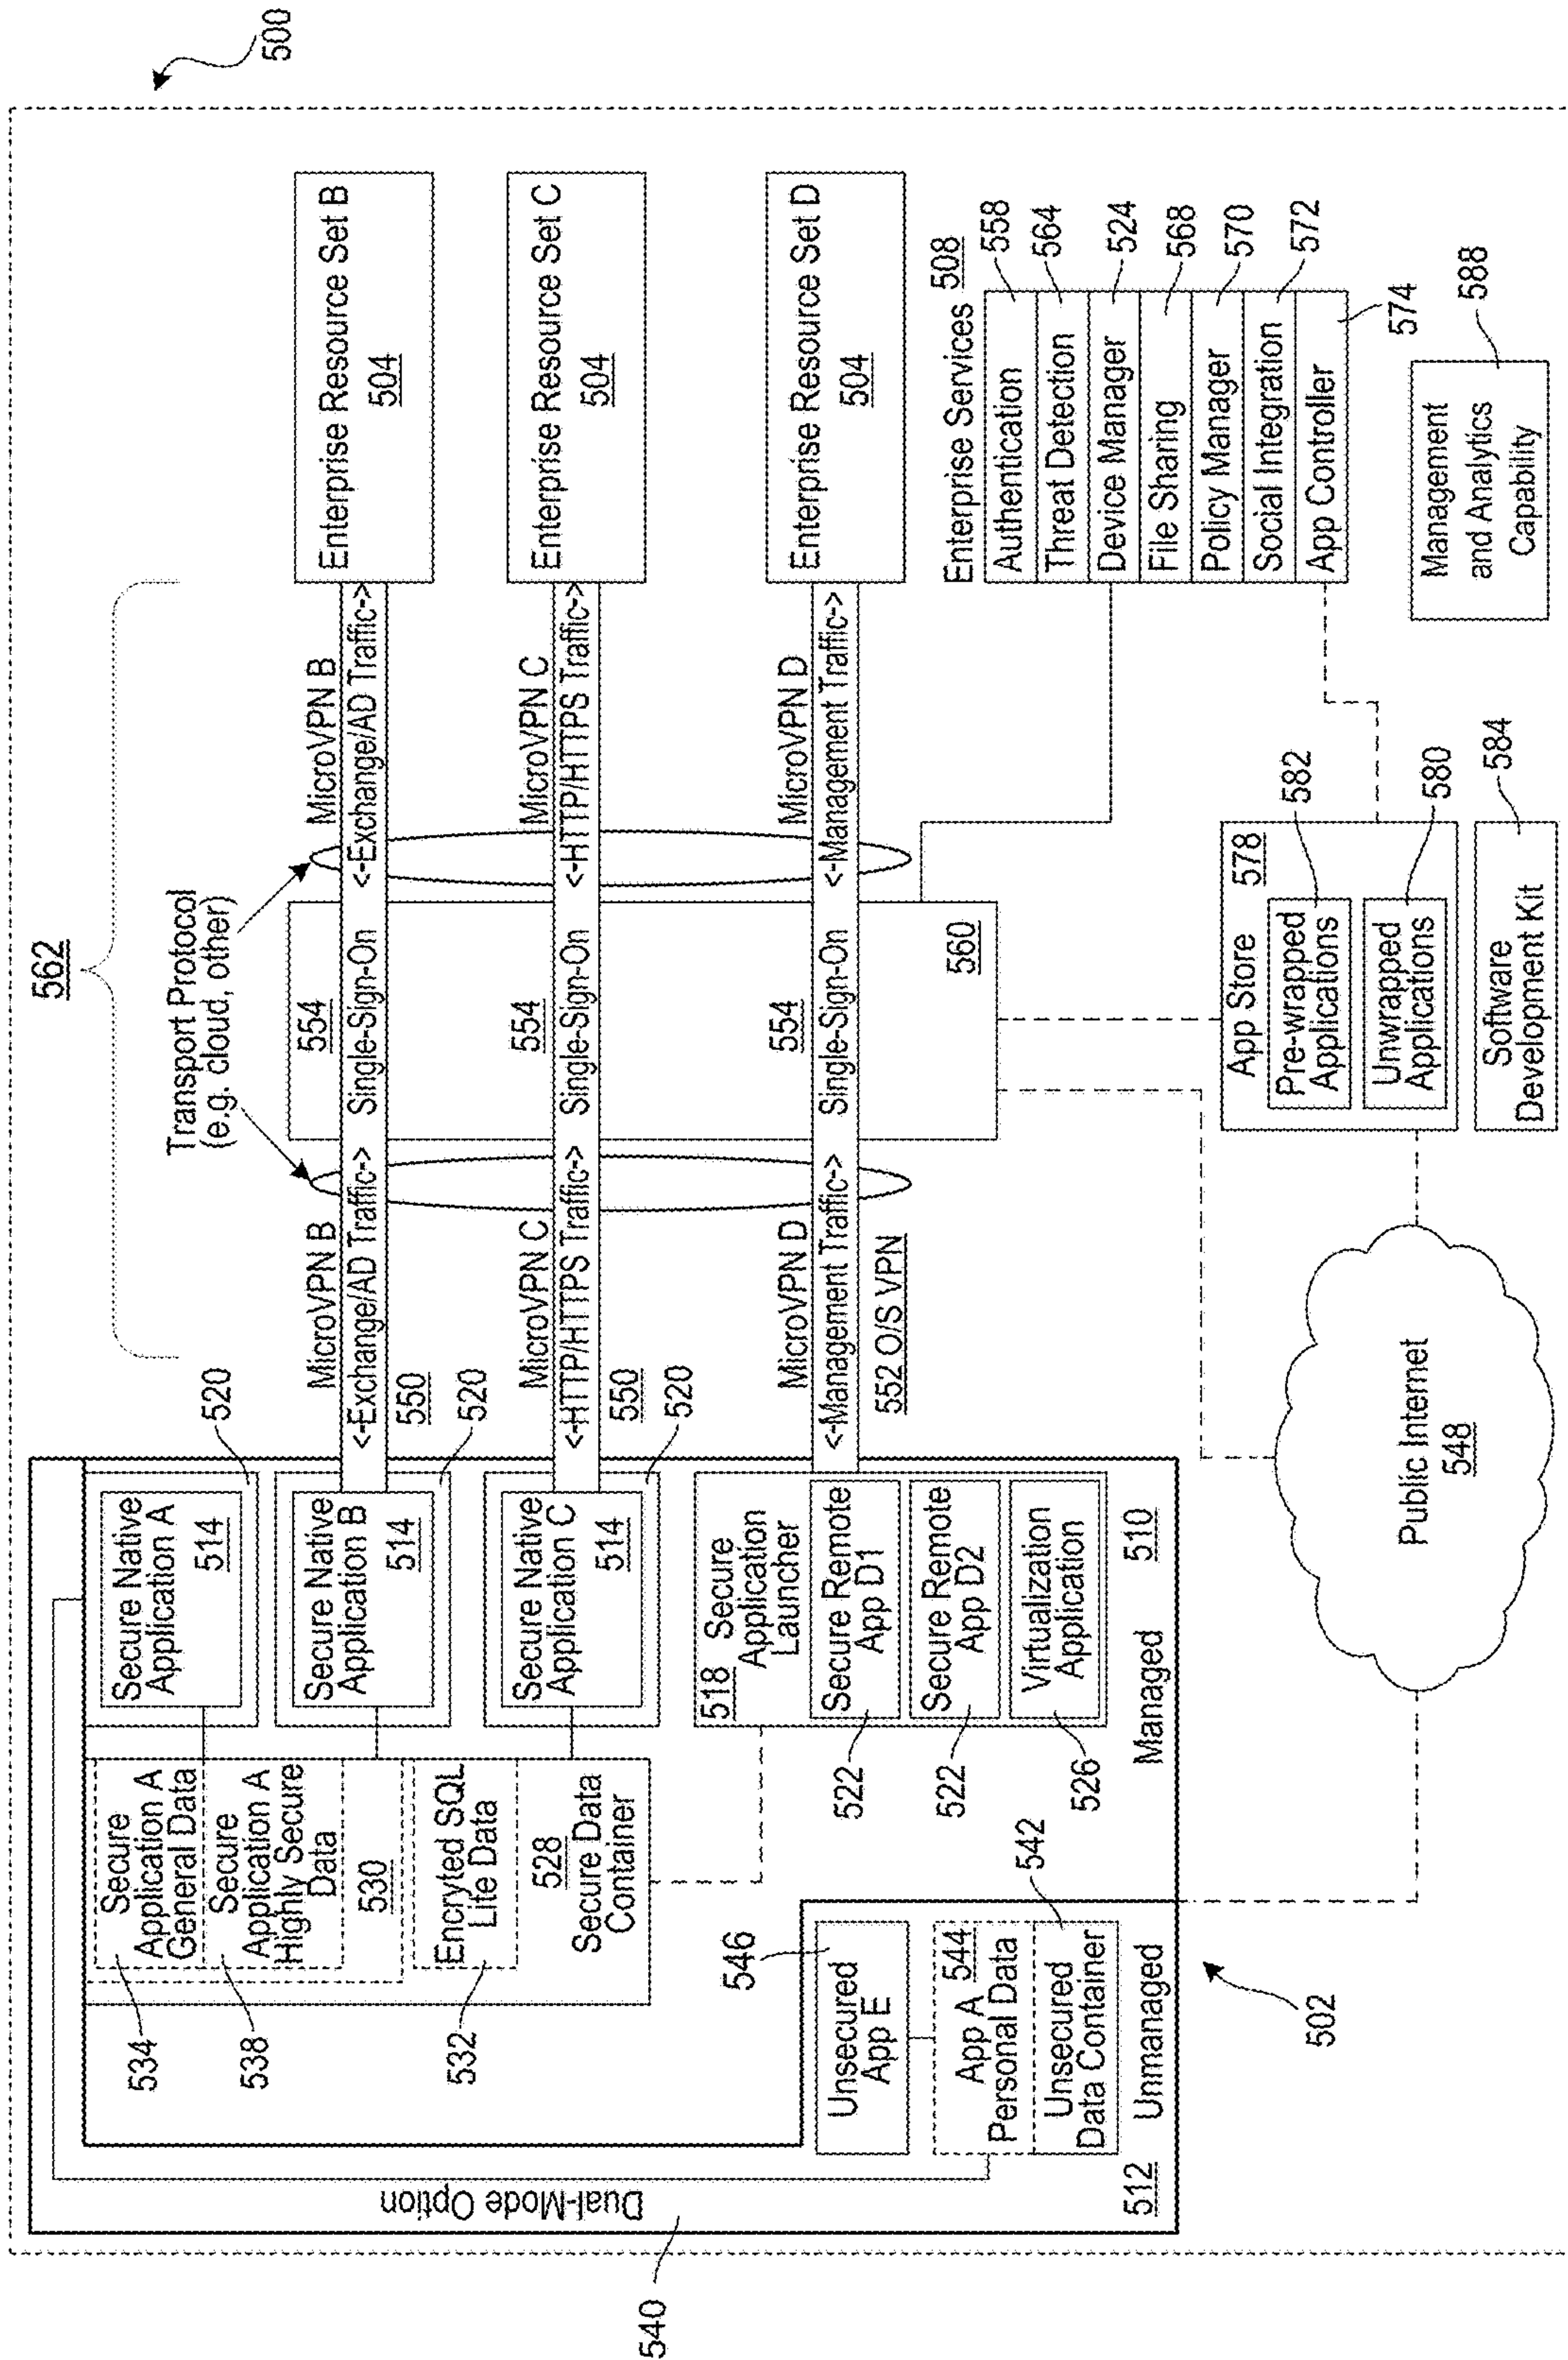 500
562
Transport Protocol
(e.g. cloud, other)
540
Dual-Mode Option
534
538
532
Secure
Application A
General Data
Secure
Application A
Highly Secure
Data
530
Encryted SQL
Lite Data
528
Secure Data
Container
Secure Native
Application A
514
520
Secure Native
Application B
514
520
Secure Native
Application C
514
520
518 Secure
Application
Launcher
Secure Remote
App D1
Secure Remote
App D2
Virtualization
Application
522
522
526
Managed
510
546
Unsecured
App E
App A
544
Personal Data
Unsecured
Data Container
542
Unmanaged
512
502
MicroVPN B
<-Exchange/AD Traffic->
550
MicroVPN C
<-HTTP/HTTPS Traffic->
550
MicroVPN D
<-Management Traffic->
552 O/S VPN
554
Single-Sign-On
554
Single-Sign-On
554
Single-Sign-On
560
MicroVPN B
<-Exchange/AD Traffic->
MicroVPN C
<-HTTP/HTTPS Traffic->
MicroVPN D
<-Management Traffic->
Enterprise Resource Set B
504
Enterprise Resource Set C
504
Enterprise Resource Set D
504
Enterprise Services 508
Authentication 558
Threat Detection 564
Device Manager 524
File Sharing 568
Policy Manager 570
Social Integration 572
App Controller
574
Public Internet
548
App Store 578
Pre-wrapped
Applications
582
Unwrapped
Applications
580
Software
Development Kit
584
Management
and Analytics
Capability
588